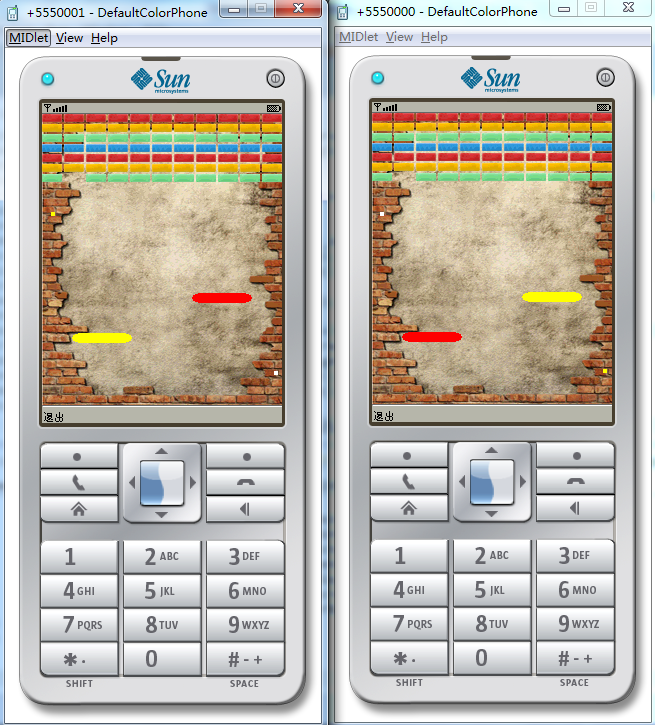 +5550001 - DefaultColorPhone
MIDlet View Help
Sun
microsystems
退出
1
2 ABC
3 DEF
4 GHI
5 JKL
6 MNO
7 PQRS
8 TUV
9 WXYZ
* .
0
# - +
SHIFT
SPACE
+5550000 - DefaultColorPhone
MIDlet View Help
Sun
microsystems
退出
1
2 ABC
3 DEF
4 GHI
5 JKL
6 MNO
7 PQRS
8 TUV
9 WXYZ
* .
0
# - +
SHIFT
SPACE